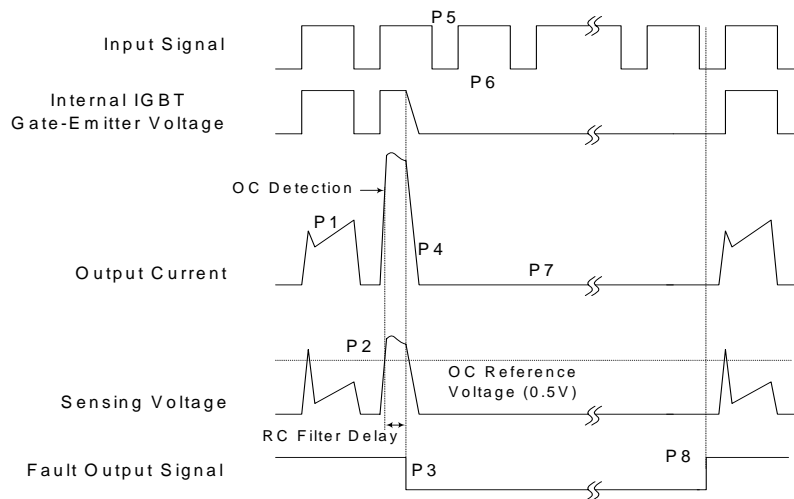 P5
Input Signal
P6
Internal IGBT
Gate-Emitter Voltage
OC Detection
P1
P4
P7
Output Current
P2
OC Reference
Voltage (0.5V)
Sensing Voltage
RC Filter Delay
P8
Fault Output Signal
P3